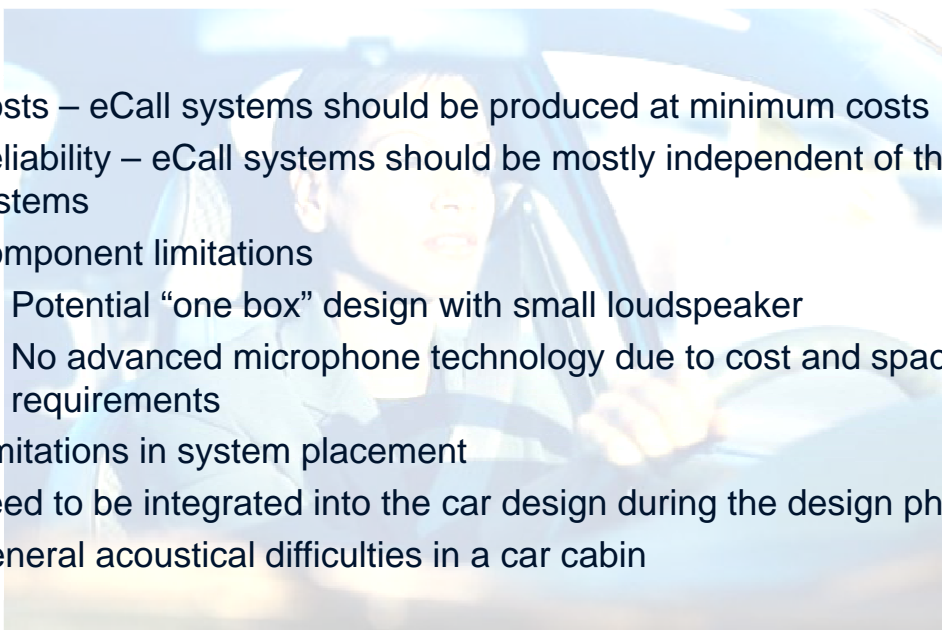 osts – eCall systems should be produced at minimum costs
eliability – eCall systems should be mostly independent of th
stems
omponent limitations
Potential “one box” design with small loudspeaker
No advanced microphone technology due to cost and spac
requirements
mitations in system placement
eed to be integrated into the car design during the design ph
eneral acoustical difficulties in a car cabin